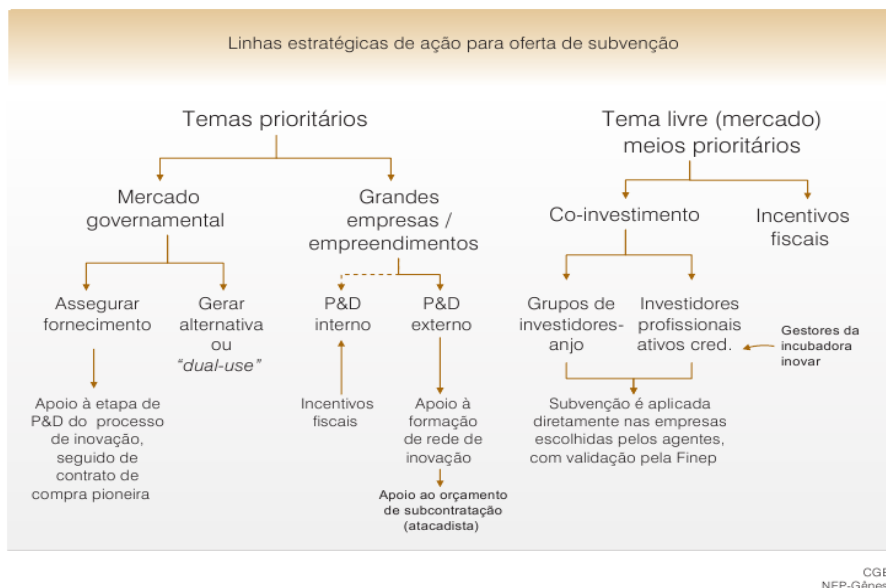 Linhas estratégicas de ação para oferta de subvenção
Temas prioritários
Tema livre (mercado)
meios prioritários
Mercado
governamental
Grandes
empresas /
empreendimentos
Co-investimento
Incentivos
fiscais
Assegurar
fornecimento
Gerar
alternativa
ou
“dual-use”
P&D
interno
P&D
externo
Grupos de
investidores-
anjo
Investidores
profissionais
ativos cred.
Gestores da
incubadora
inovar
Apoio à etapa de
P&D do processo
de inovação,
seguido de
contrato de
compra pioneira
Incentivos
fiscais
Apoio à
formação
de rede de
inovação
Apoio ao orçamento
de subcontratação
(atacadista)
Subvenção é aplicada
diretamente nas empresas
escolhidas pelos agentes,
com validação pela Finep
NEP-Gênes